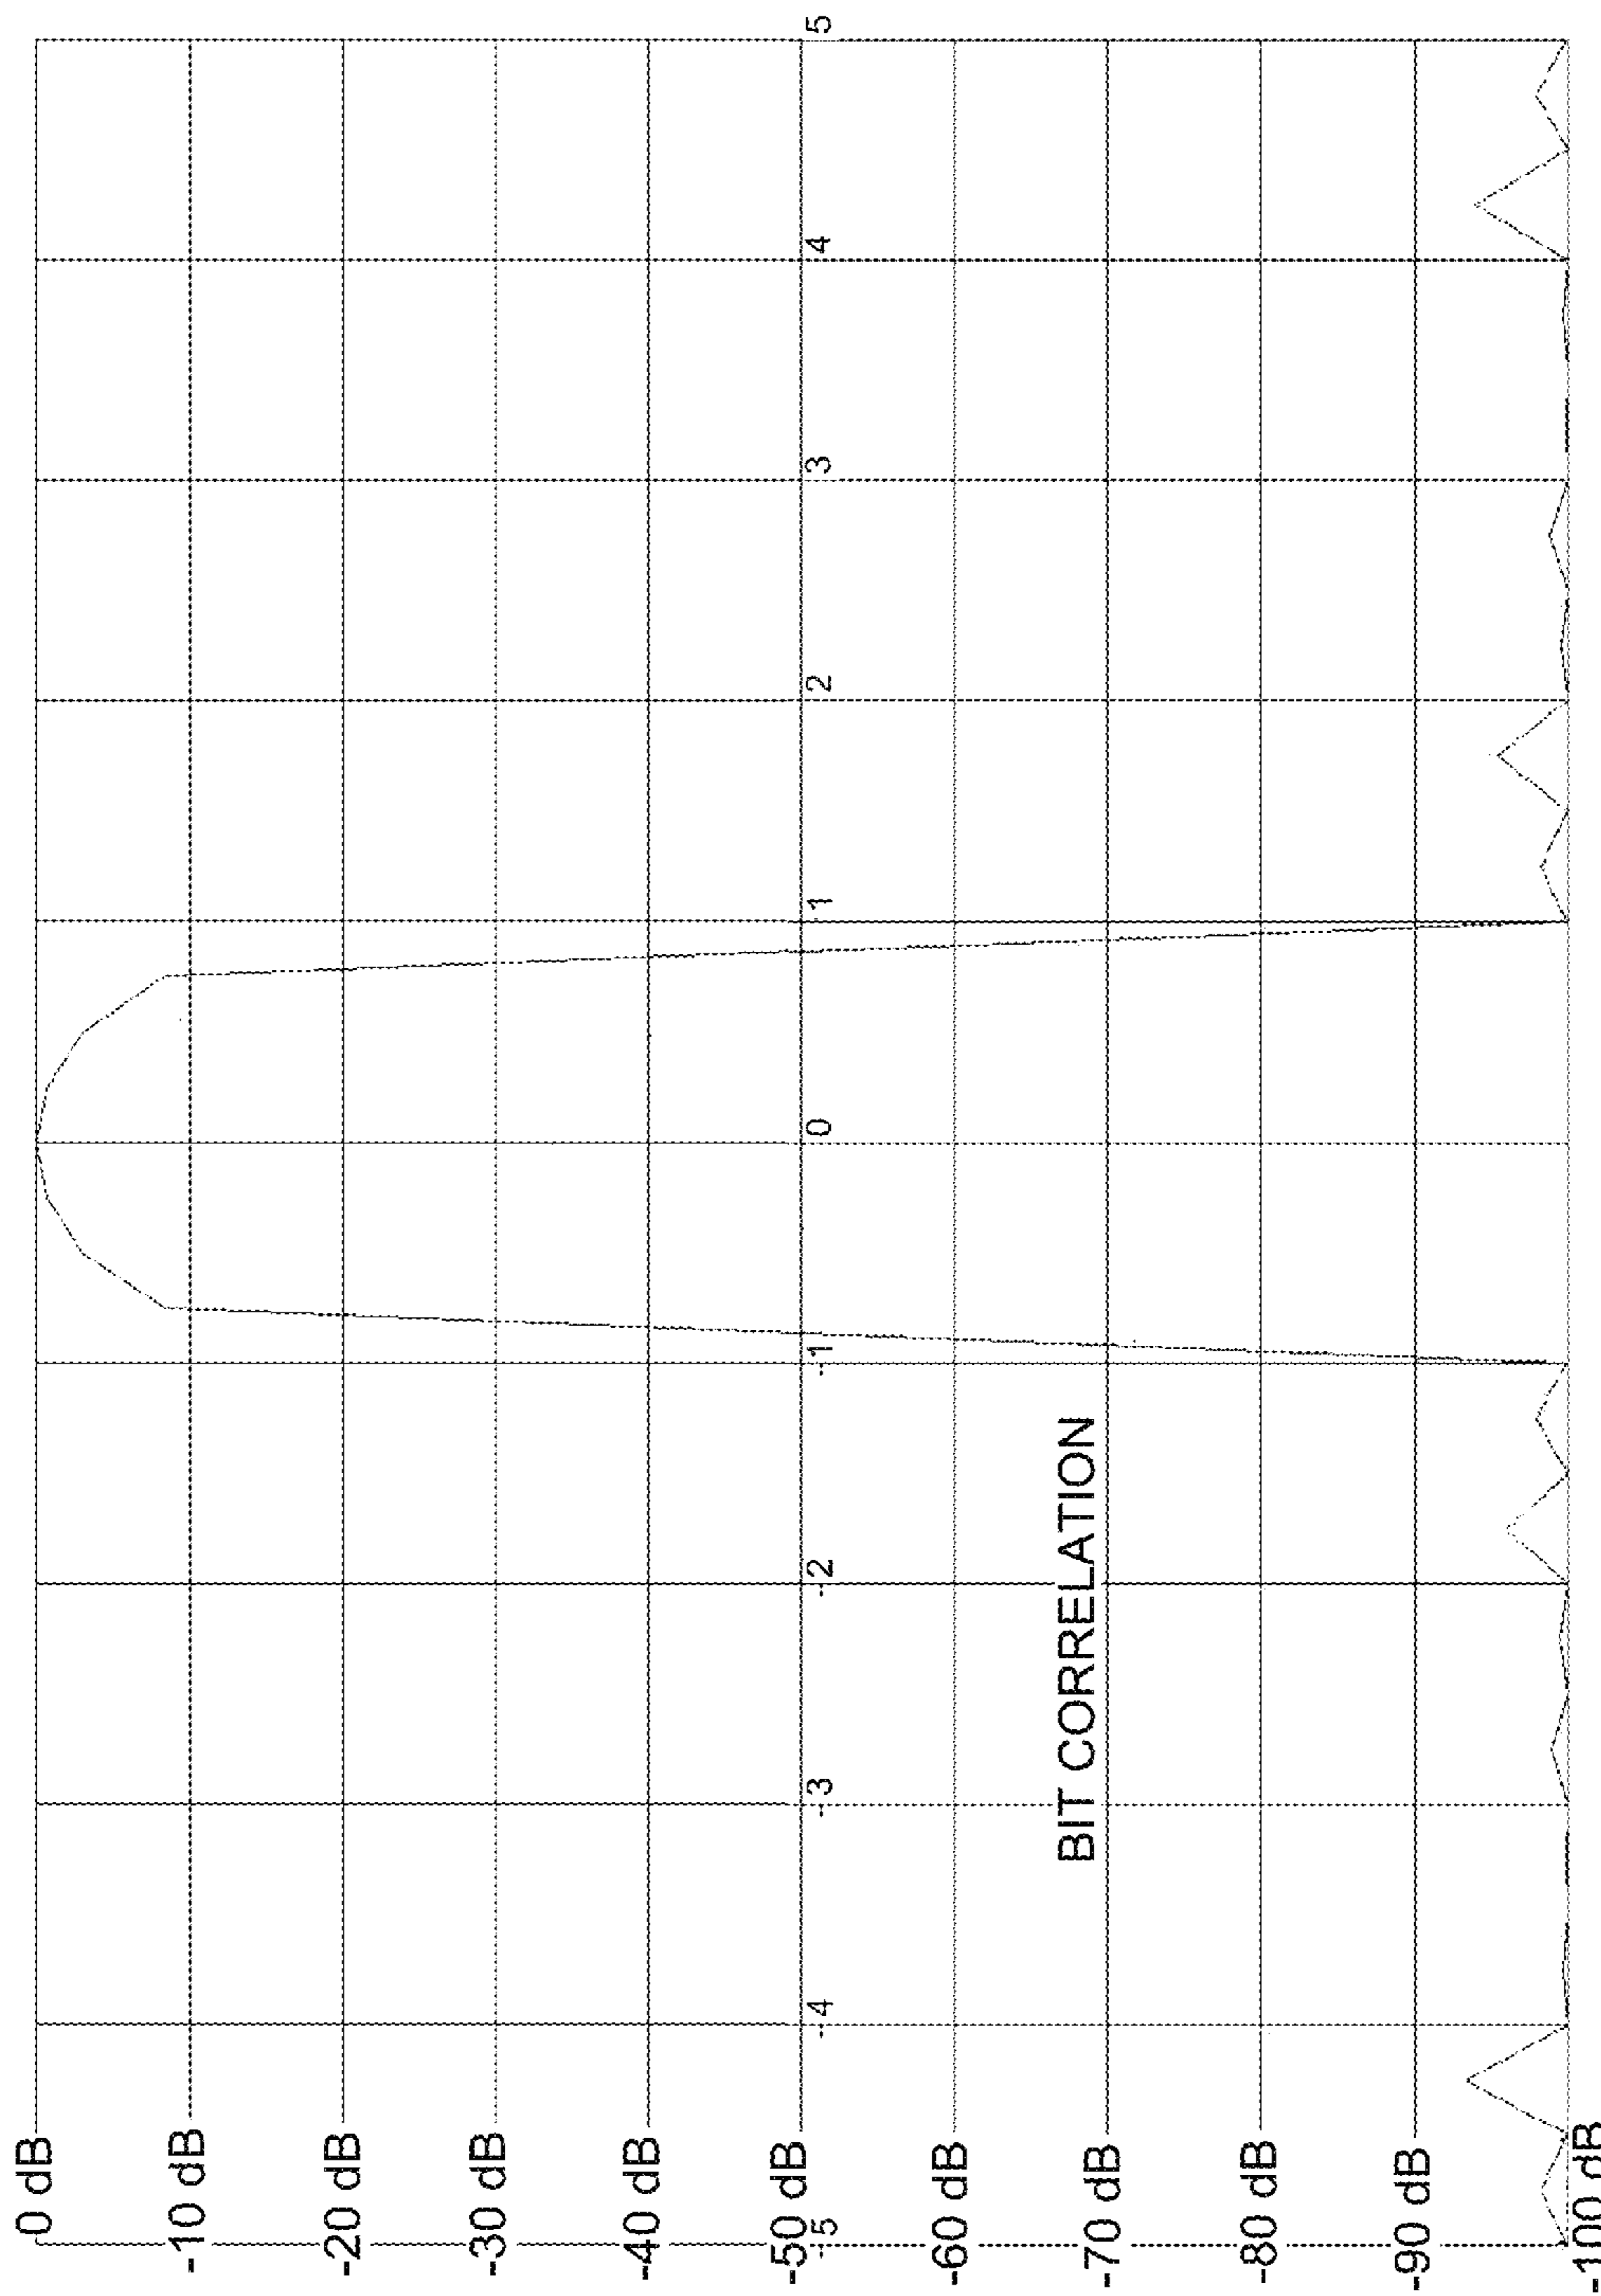 -0 dB
-10 dB
-20 dB
-30 dB
-40 dB
-50 dB
-5 -4 -3 -2 -1 0 1 2 3 4 5
-60 dB
BIT CORRELATION
-70 dB
-80 dB
-90 dB
-100 dB